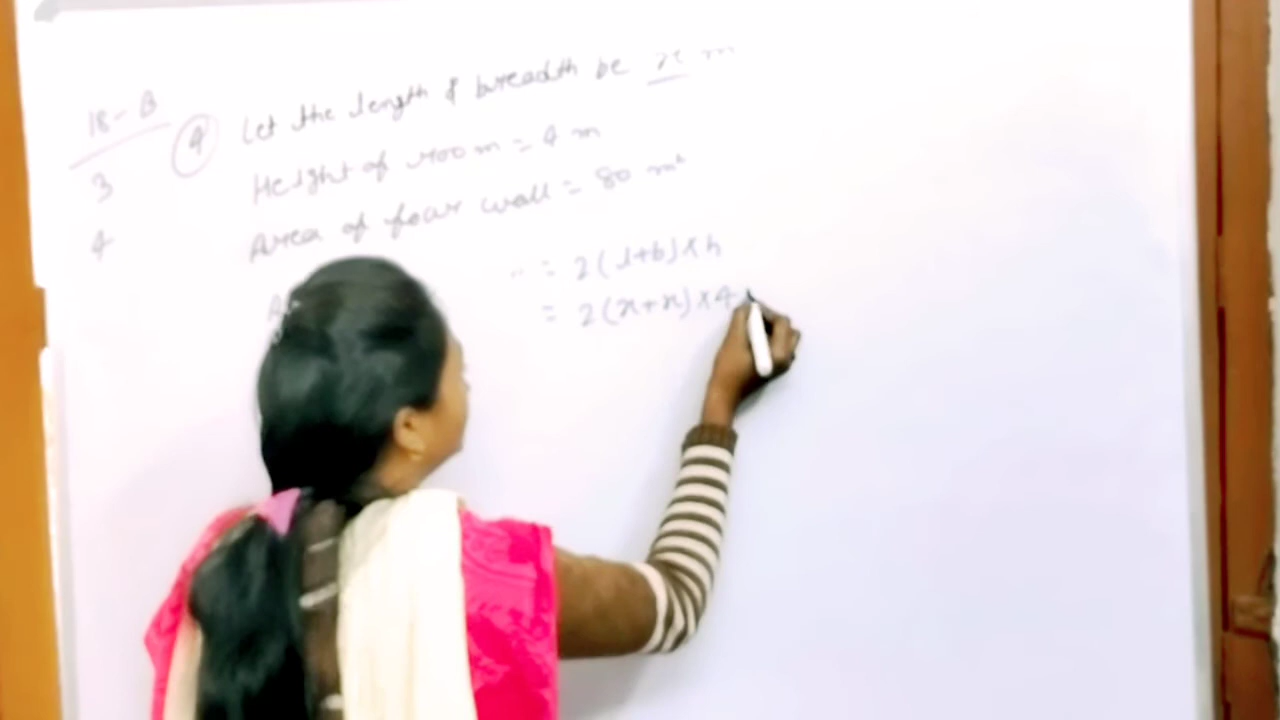 18-B
3
4
4 Let the length & breadth be x m
Height of room = 4 m
Area of four wall = 80 m²
" = 2(l+b)×h
= 2(x+x)×4